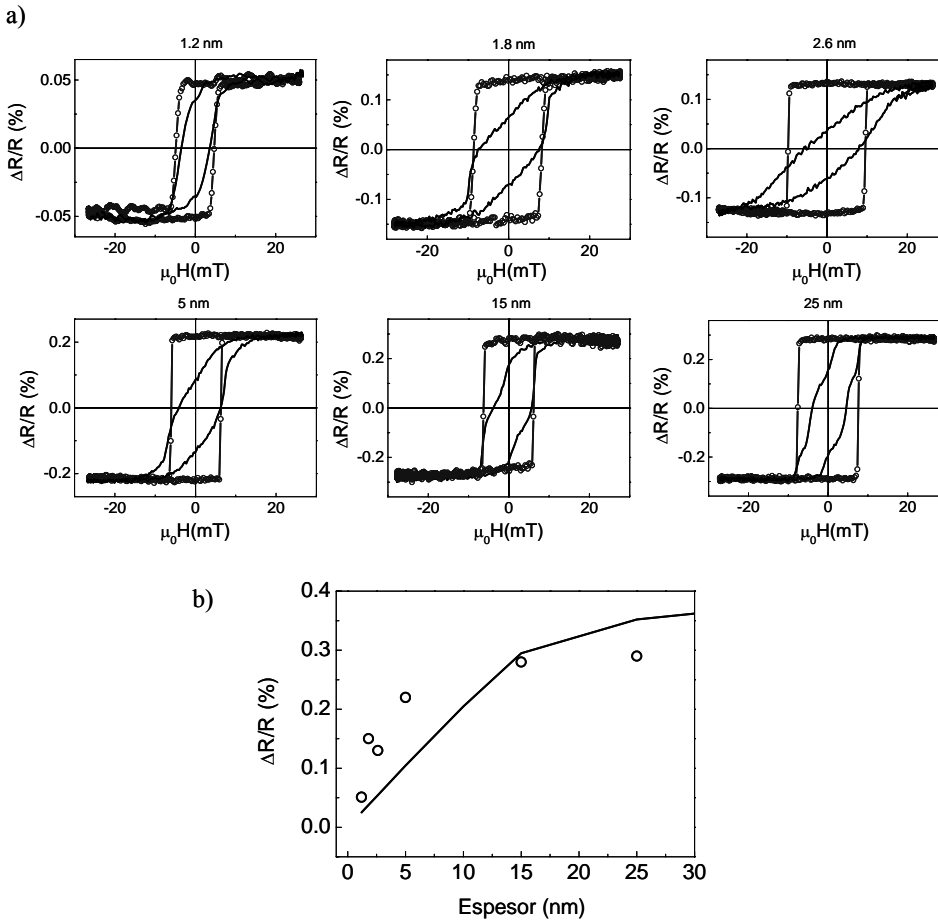 a)
1.2 nm
1.8 nm
2.6 nm
0.05
0.00
-0.05
ΔR/R (%)
-20 0 20
μ₀H(mT)
0.1
0.0
-0.1
ΔR/R (%)
-20 0 20
μ₀H(mT)
0.1
0.0
-0.1
ΔR/R (%)
-20 0 20
μ₀H(mT)
5 nm
15 nm
25 nm
0.2
0.0
-0.2
ΔR/R (%)
-20 0 20
μ₀H(mT)
0.2
0.0
-0.2
ΔR/R (%)
-20 0 20
μ₀H(mT)
0.2
0.0
-0.2
ΔR/R (%)
-20 0 20
μ₀H(mT)
b)
0.4
0.3
0.2
0.1
0.0
ΔR/R (%)
0 5 10 15 20 25 30
Espesor (nm)